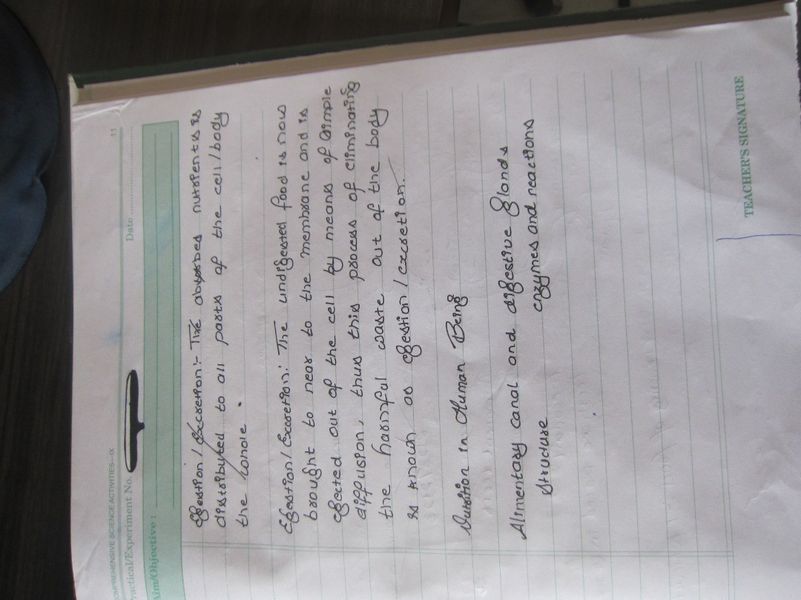 COMPREHENSIVE SCIENCE ACTIVITIES—IX
11
Practical/Experiment No.
Date
Aim/Objective :
Egestion / Excoretion:- The absorbed nutrients is
distributed to all parts of the cell/body
the whole.
Egestion/Excoretion: The undigested food is now
brought to near to the membrane and is
egected out of the cell by means of simple
diffusion, thus this process of eliminating
the harmful waste out of the body
is known as egestion/excretion.
Nutrition in Human Being
Alimentary canal and digestive glands
Structure
enzymes and reactions
TEACHER'S SIGNATURE